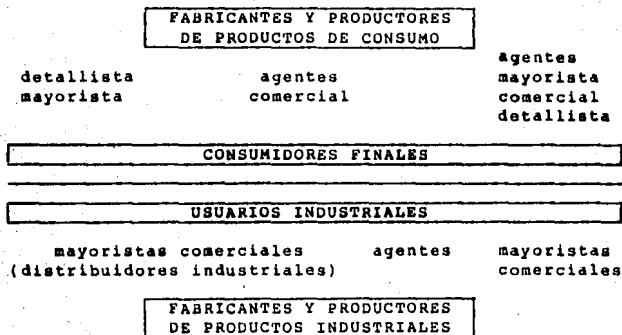 FABRICANTES Y PRODUCTORES
DE PRODUCTOS DE CONSUMO
detallista
mayorista
agentes
comercial
agentes
mayorista
comercial
detallista
CONSUMIDORES FINALES
USUARIOS INDUSTRIALES
mayoristas comerciales
(distribuidores industriales)
agentes
mayoristas
comerciales
FABRICANTES Y PRODUCTORES
DE PRODUCTOS INDUSTRIALES